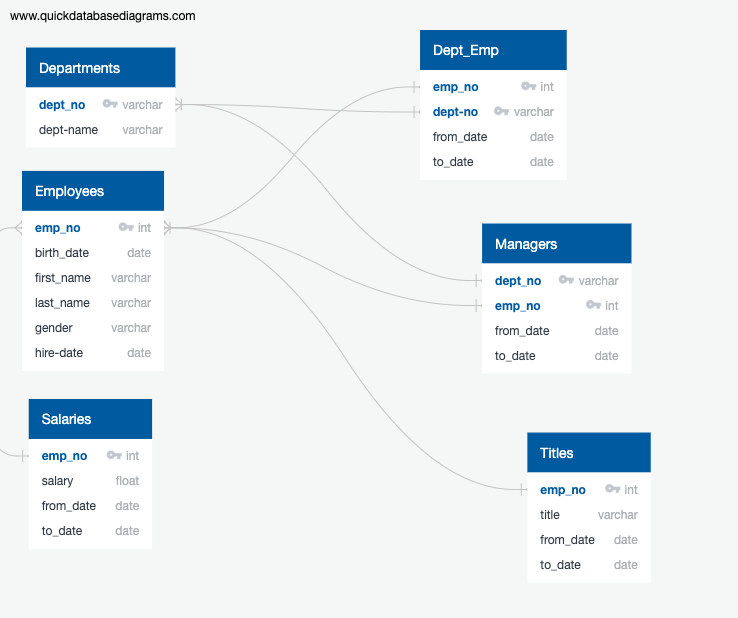 www.quickdatabasediagrams.com
Departments
dept_no varchar
dept-name varchar
Employees
emp_no int
birth_date date
first_name varchar
last_name varchar
gender varchar
hire-date date
Salaries
emp_no int
salary float
from_date date
to_date date
Dept_Emp
emp_no int
dept-no varchar
from_date date
to_date date
Managers
dept_no varchar
emp_no int
from_date date
to_date date
Titles
emp_no int
title varchar
from_date date
to_date date